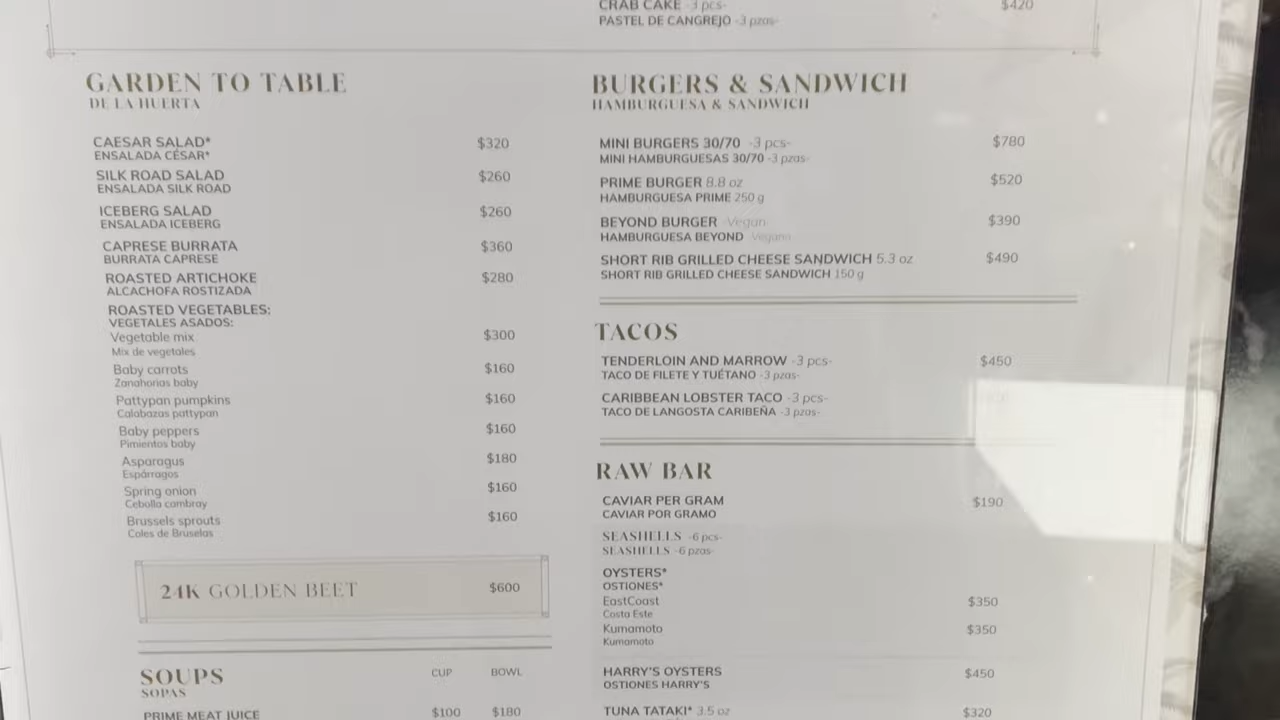 CRAB CAKE -3 pcs- $420
PASTEL DE CANGREJO -3 pzas-
GARDEN TO TABLE
DE LA HUERTA
CAESAR SALAD* $320
ENSALADA CÉSAR*
SILK ROAD SALAD $260
ENSALADA SILK ROAD
ICEBERG SALAD $260
ENSALADA ICEBERG
CAPRESE BURRATA $360
BURRATA CAPRESE
ROASTED ARTICHOKE $280
ALCACHOFA ROSTIZADA
ROASTED VEGETABLES:
VEGETALES ASADOS:
Vegetable mix $300
Mix de vegetales
Baby carrots $160
Zanahorias baby
Pattypan pumpkins $160
Calabazas pattypan
Baby peppers $160
Pimientos baby
Asparagus $180
Espárragos
Spring onion $160
Cebolla cambray
Brussels sprouts $160
Coles de Bruselas
24K GOLDEN BEET $600
SOUPS CUP BOWL
SOPAS
PRIME MEAT JUICE $100 $180
BURGERS & SANDWICH
HAMBURGUESA & SANDWICH
MINI BURGERS 30/70 -3 pcs- $780
MINI HAMBURGUESAS 30/70 -3 pzas-
PRIME BURGER 8.8 oz $520
HAMBURGUESA PRIME 250 g
BEYOND BURGER -Vegan- $390
HAMBURGUESA BEYOND -Vegana-
SHORT RIB GRILLED CHEESE SANDWICH 5.3 oz $490
SHORT RIB GRILLED CHEESE SANDWICH 150 g
TACOS
TENDERLOIN AND MARROW -3 pcs- $450
TACO DE FILETE Y TUÉTANO -3 pzas-
CARIBBEAN LOBSTER TACO -3 pcs-
TACO DE LANGOSTA CARIBEÑA -3 pzas-
RAW BAR
CAVIAR PER GRAM $190
CAVIAR POR GRAMO
SEASHELLS -6 pcs-
SEASHELLS -6 pzas-
OYSTERS*
OSTIONES*
EastCoast $350
Costa Este
Kumamoto $350
Kumamoto
HARRY'S OYSTERS $450
OSTIONES HARRY'S
TUNA TATAKI* 3.5 oz $320